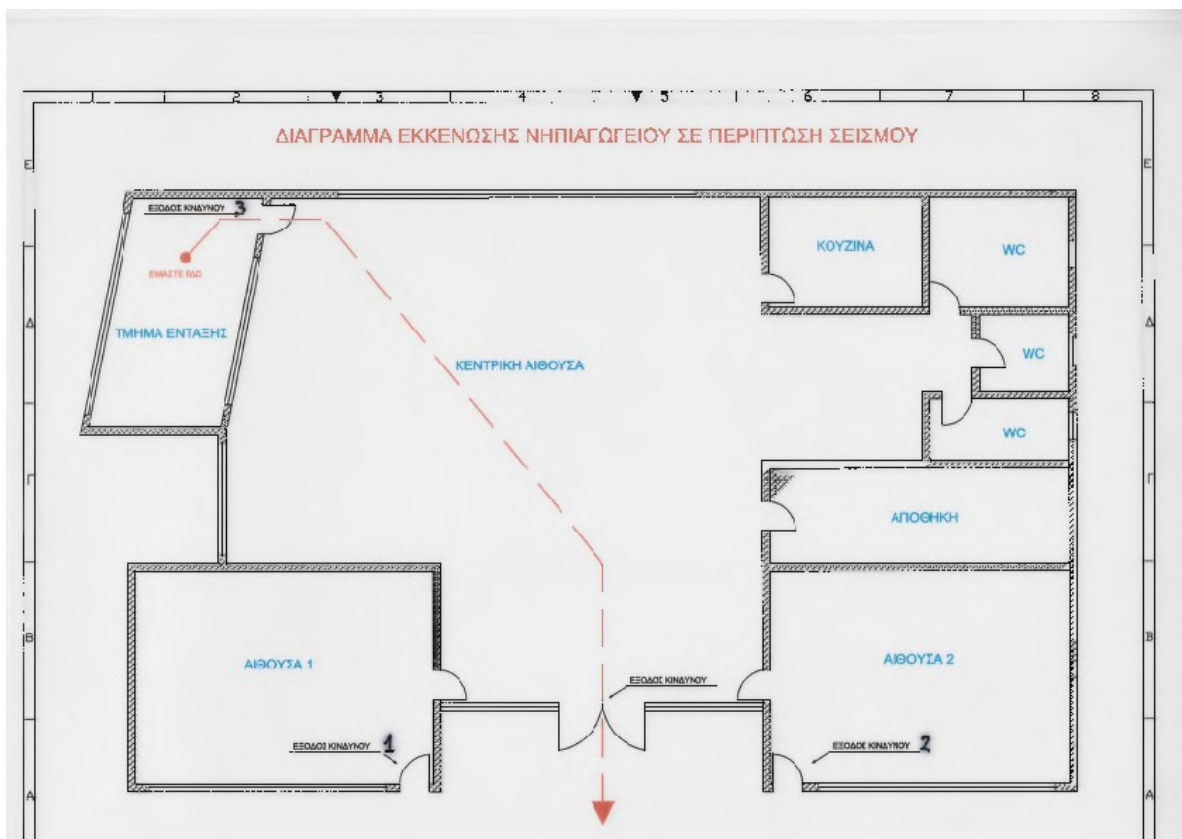 1 2 3 4 5 6 7 8
ΔΙΑΓΡΑΜΜΑ ΕΚΚΕΝΩΣΗΣ ΝΗΠΙΑΓΩΓΕΙΟΥ ΣΕ ΠΕΡΙΠΤΩΣΗ ΣΕΙΣΜΟΥ
Ε Ε
ΕΞΟΔΟΣ ΚΙΝΔΥΝΟΥ 3
ΚΟΥΖΙΝΑ
WC
ΕΙΜΑΣΤΕ ΕΔΩ
Δ Δ
ΤΜΗΜΑ ΕΝΤΑΞΗΣ
WC
ΚΕΝΤΡΙΚΗ ΑΙΘΟΥΣΑ
WC
Γ Γ
ΑΠΟΘΗΚΗ
Β Β
ΑΙΘΟΥΣΑ 1
ΑΙΘΟΥΣΑ 2
ΕΞΟΔΟΣ ΚΙΝΔΥΝΟΥ
ΕΞΟΔΟΣ ΚΙΝΔΥΝΟΥ 1
ΕΞΟΔΟΣ ΚΙΝΔΥΝΟΥ 2
Α Α